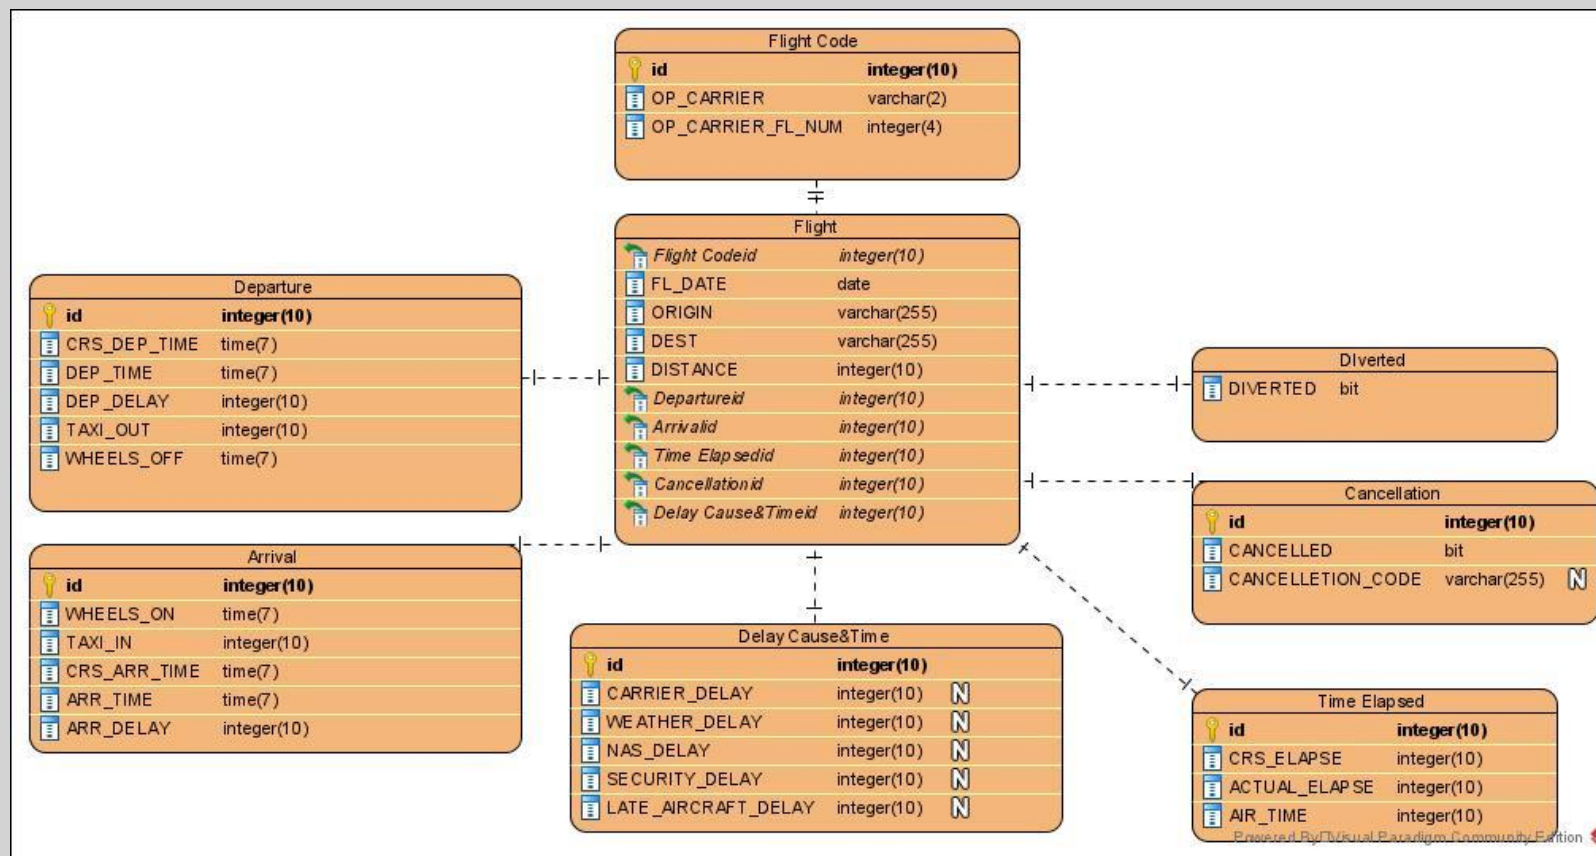 Flight Code
id integer(10)
OP_CARRIER varchar(2)
OP_CARRIER_FL_NUM integer(4)
Flight
Flight Codeid integer(10)
FL_DATE date
ORIGIN varchar(255)
DEST varchar(255)
DISTANCE integer(10)
Departureid integer(10)
Arrivalid integer(10)
Time Elapsedid integer(10)
Cancellationid integer(10)
Delay Cause&Timeid integer(10)
Departure
id integer(10)
CRS_DEP_TIME time(7)
DEP_TIME time(7)
DEP_DELAY integer(10)
TAXI_OUT integer(10)
WHEELS_OFF time(7)
Arrival
id integer(10)
WHEELS_ON time(7)
TAXI_IN integer(10)
CRS_ARR_TIME time(7)
ARR_TIME time(7)
ARR_DELAY integer(10)
Delay Cause&Time
id integer(10)
CARRIER_DELAY integer(10) N
WEATHER_DELAY integer(10) N
NAS_DELAY integer(10) N
SECURITY_DELAY integer(10) N
LATE_AIRCRAFT_DELAY integer(10) N
DIverted
DIVERTED bit
Cancellation
id integer(10)
CANCELLED bit
CANCELLETION_CODE varchar(255) N
Time Elapsed
id integer(10)
CRS_ELAPSE integer(10)
ACTUAL_ELAPSE integer(10)
AIR_TIME integer(10)
Powered By Visual Paradigm Community Edition